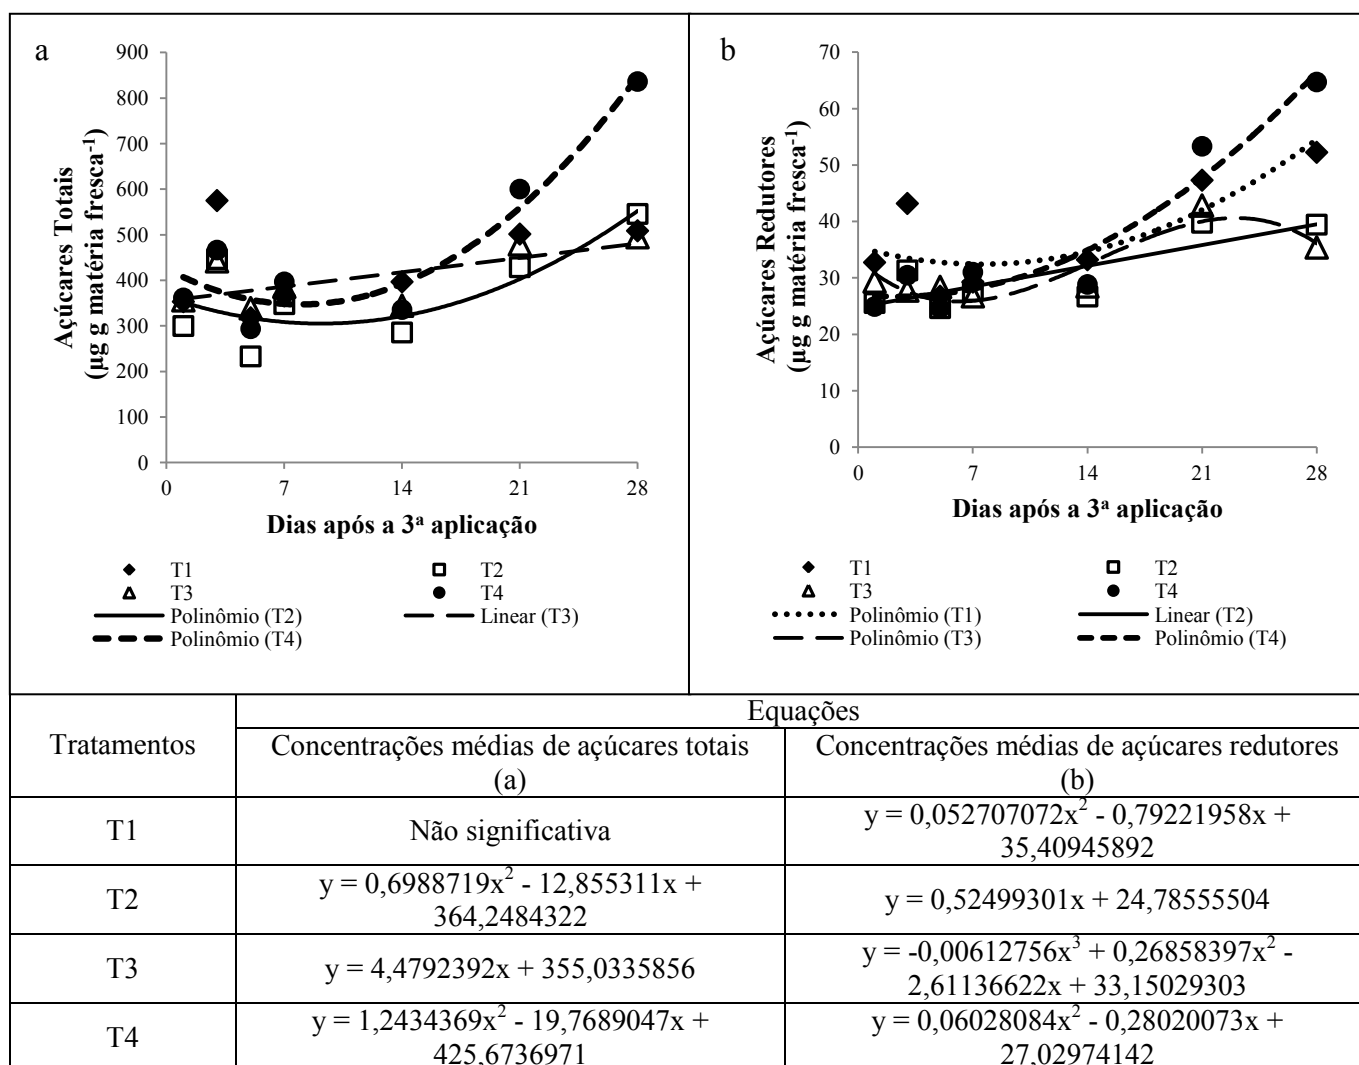 a
900
800
700
600
500
400
300
200
100
0
0 7 14 21 28
Açúcares Totais
(µg g matéria fresca⁻¹)
Dias após a 3ª aplicação
T1 T2
T3 T4
Polinômio (T2) Linear (T3)
Polinômio (T4)
b
70
60
50
40
30
20
10
0
0 7 14 21 28
Açúcares Redutores
(µg g matéria fresca⁻¹)
Dias após a 3ª aplicação
T1 T2
T3 T4
Polinômio (T1) Linear (T2)
Polinômio (T3) Polinômio (T4)
Tratamentos
Equações
Concentrações médias de açúcares totais
(a)
Concentrações médias de açúcares redutores
(b)
T1
Não significativa
y = 0,052707072x² - 0,79221958x +
35,40945892
T2
y = 0,6988719x² - 12,855311x +
364,2484322
y = 0,52499301x + 24,78555504
T3
y = 4,4792392x + 355,0335856
y = -0,00612756x³ + 0,26858397x² -
2,61136622x + 33,15029303
T4
y = 1,2434369x² - 19,7689047x +
425,6736971
y = 0,06028084x² - 0,28020073x +
27,02974142